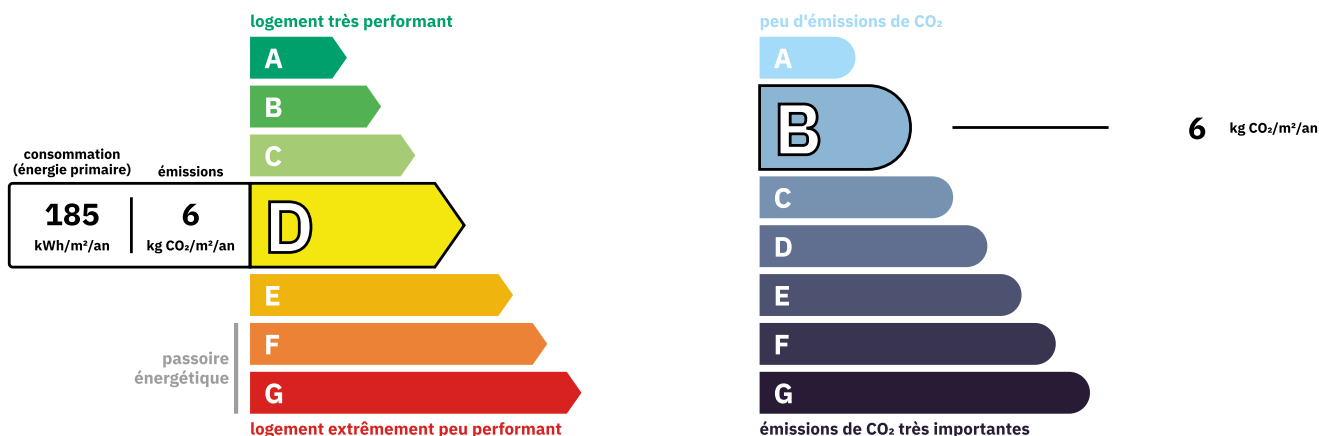 logement très performant
A
B
C
consommation
(énergie primaire)
émissions
185
kWh/m²/an
6
kg CO₂/m²/an
D
E
F
G
passoire
énergétique
logement extrêmement peu performant
peu d'émissions de CO₂
A
B
6 kg CO₂/m²/an
C
D
E
F
G
émissions de CO₂ très importantes